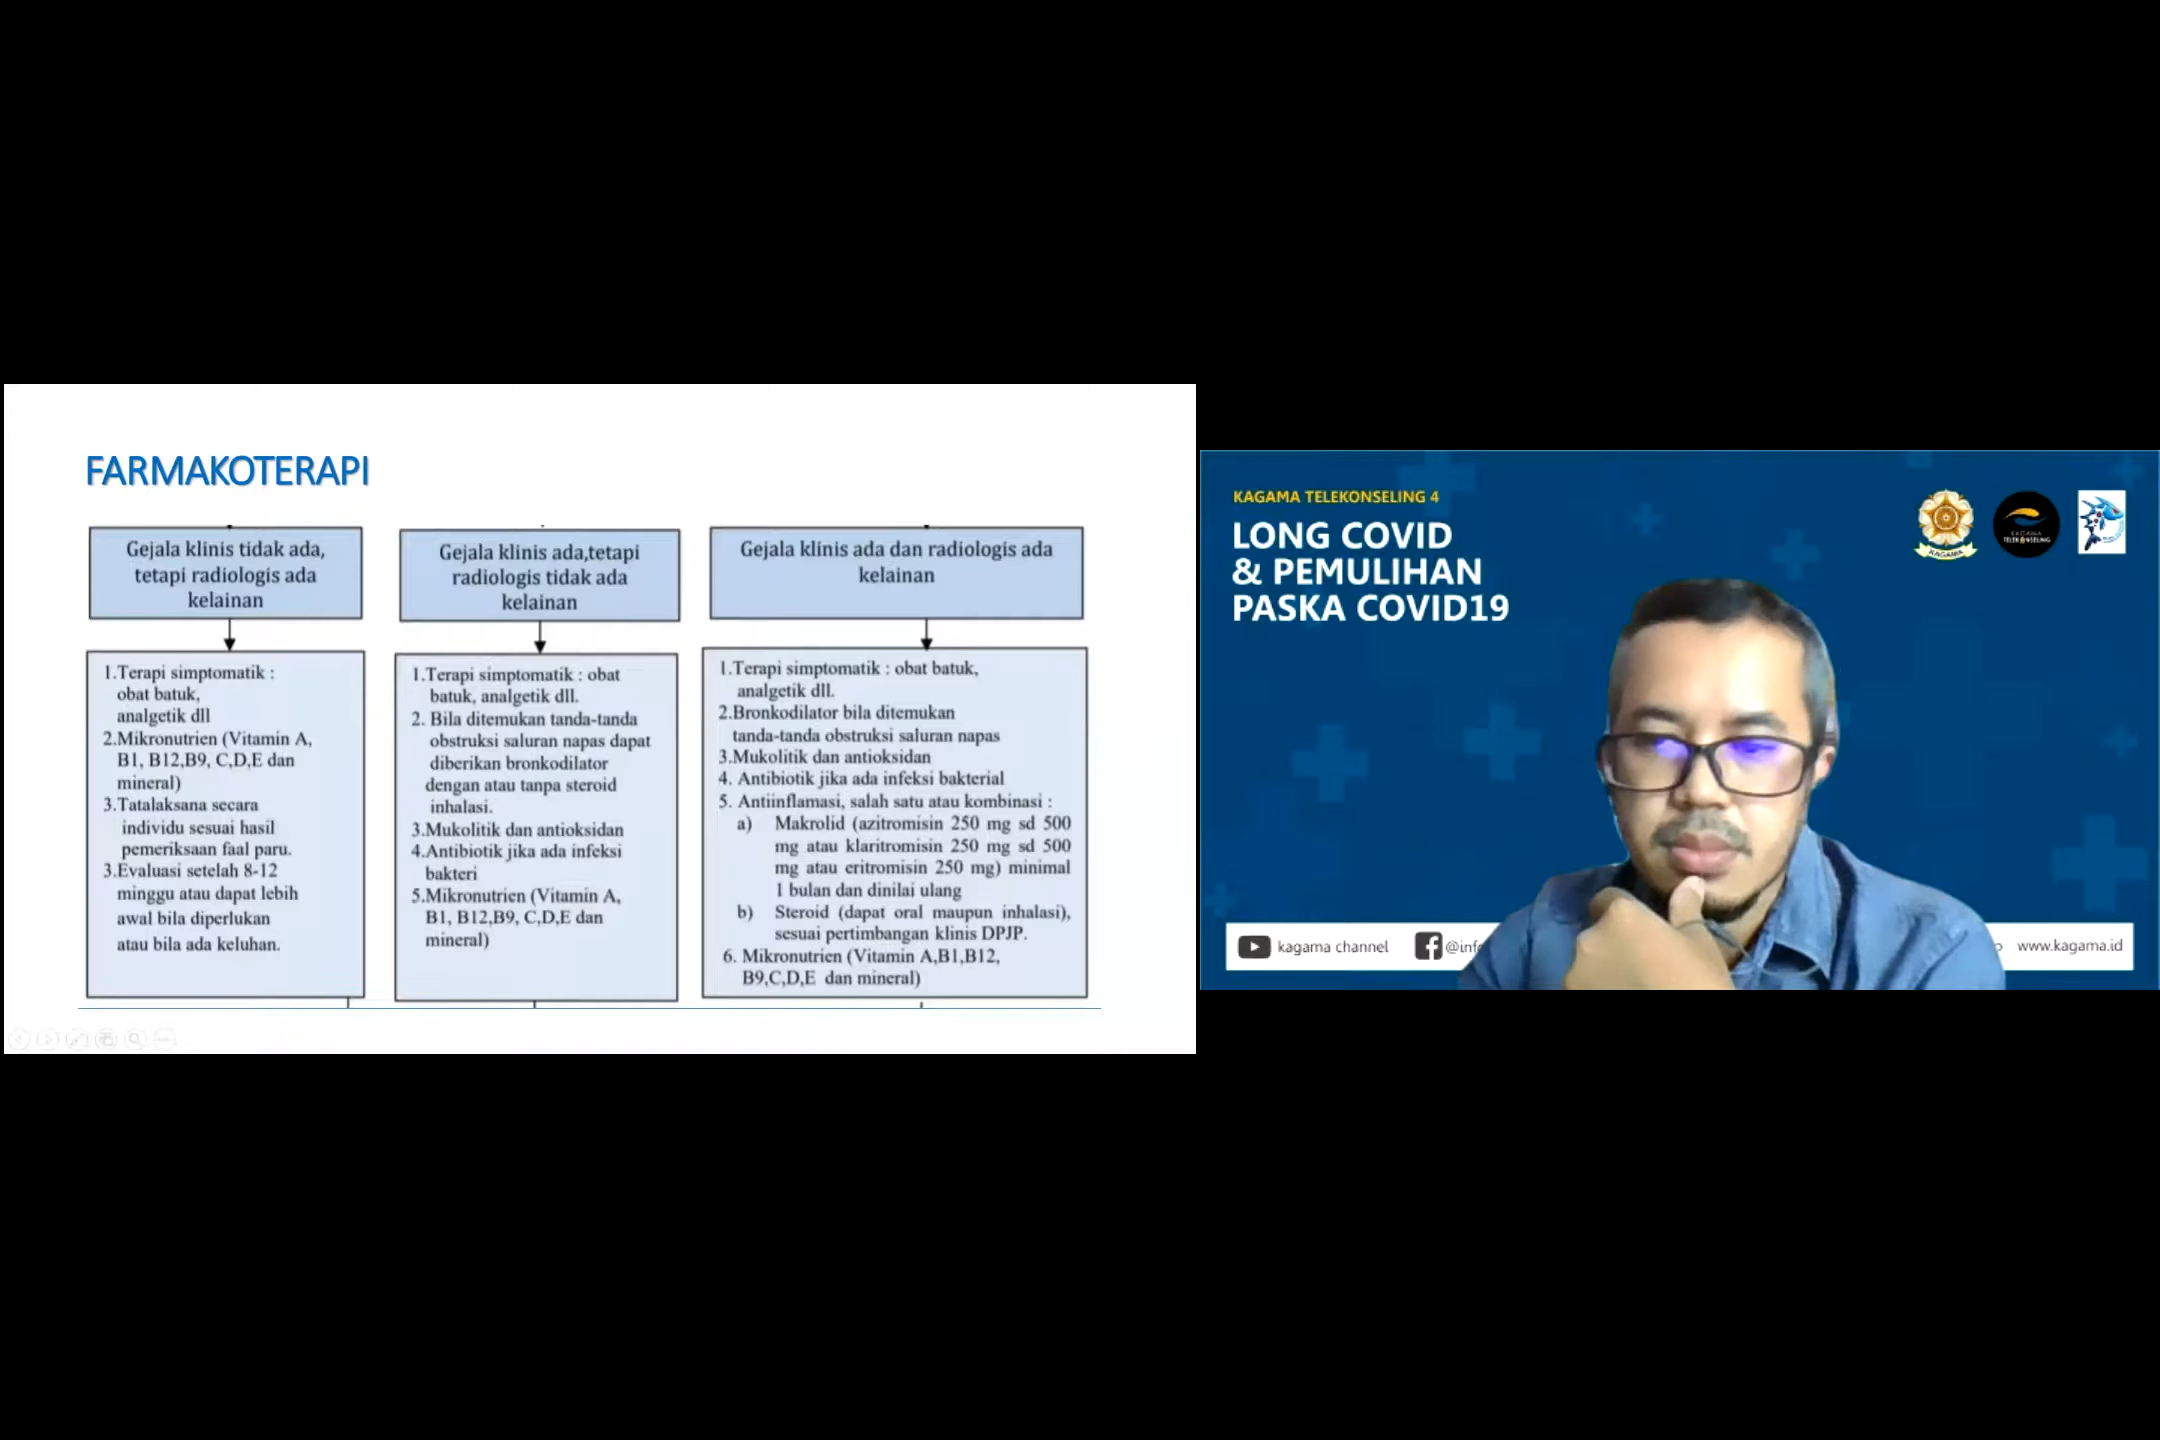 FARMAKOTERAPI
Gejala klinis tidak ada,
tetapi radiologis ada
kelainan
1.Terapi simptomatik :
obat batuk,
analgetik dll
2.Mikronutrien (Vitamin A,
B1, B12,B9, C,D,E dan
mineral)
3.Tatalaksana secara
individu sesuai hasil
pemeriksaan faal paru.
3.Evaluasi setelah 8-12
minggu atau dapat lebih
awal bila diperlukan
atau bila ada keluhan.
Gejala klinis ada,tetapi
radiologis tidak ada
kelainan
1.Terapi simptomatik : obat
batuk, analgetik dll.
2. Bila ditemukan tanda-tanda
obstruksi saluran napas dapat
diberikan bronkodilator
dengan atau tanpa steroid
inhalasi.
3.Mukolitik dan antioksidan
4.Antibiotik jika ada infeksi
bakteri
5.Mikronutrien (Vitamin A,
B1, B12,B9, C,D,E dan
mineral)
Gejala klinis ada dan radiologis ada
kelainan
1.Terapi simptomatik : obat batuk,
analgetik dll.
2.Bronkodilator bila ditemukan
tanda-tanda obstruksi saluran napas
3.Mukolitik dan antioksidan
4. Antibiotik jika ada infeksi bakterial
5. Antiinflamasi, salah satu atau kombinasi :
a) Makrolid (azitromisin 250 mg sd 500
mg atau klaritromisin 250 mg sd 500
mg atau eritromisin 250 mg) minimal
1 bulan dan dinilai ulang
b) Steroid (dapat oral maupun inhalasi),
sesuai pertimbangan klinis DPJP.
6. Mikronutrien (Vitamin A,B1,B12,
B9,C,D,E dan mineral)
KAGAMA TELEKONSELING 4
LONG COVID
& PEMULIHAN
PASKA COVID19
KAGAMA
KAGAMA
TELEKONSELING
kagama channel
www.kagama.id